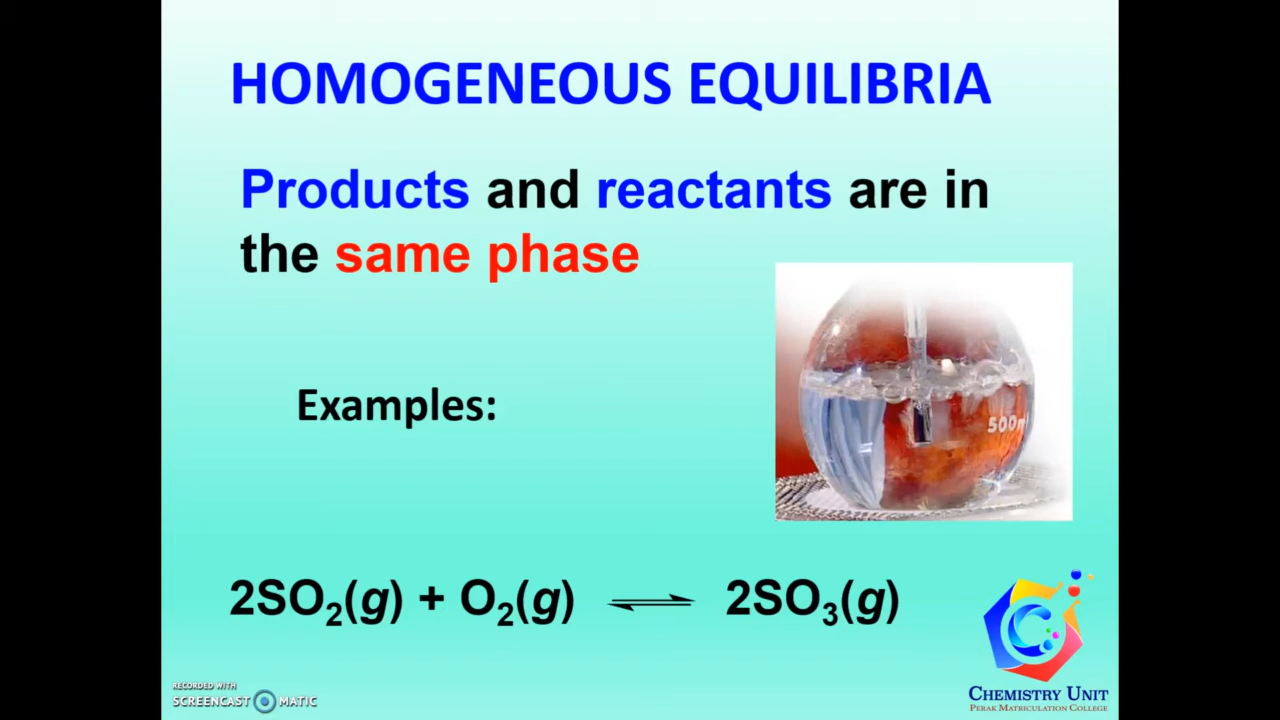 HOMOGENEOUS EQUILIBRIA
Products and reactants are in
the same phase
Examples:
500m
2SO₂(g) + O₂(g) ⇌ 2SO₃(g)
CHEMISTRY UNIT
PERAK MATRICULATION COLLEGE
RECORDED WITH
SCREENCAST MATIC